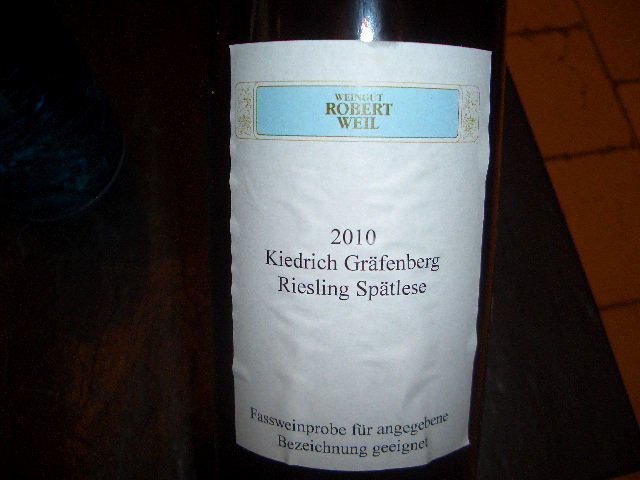 WEINGUT
ROBERT
WEIL
2010
Kiedrich Gräfenberg
Riesling Spätlese
Fassweinprobe für angegebene
Bezeichnung geeignet